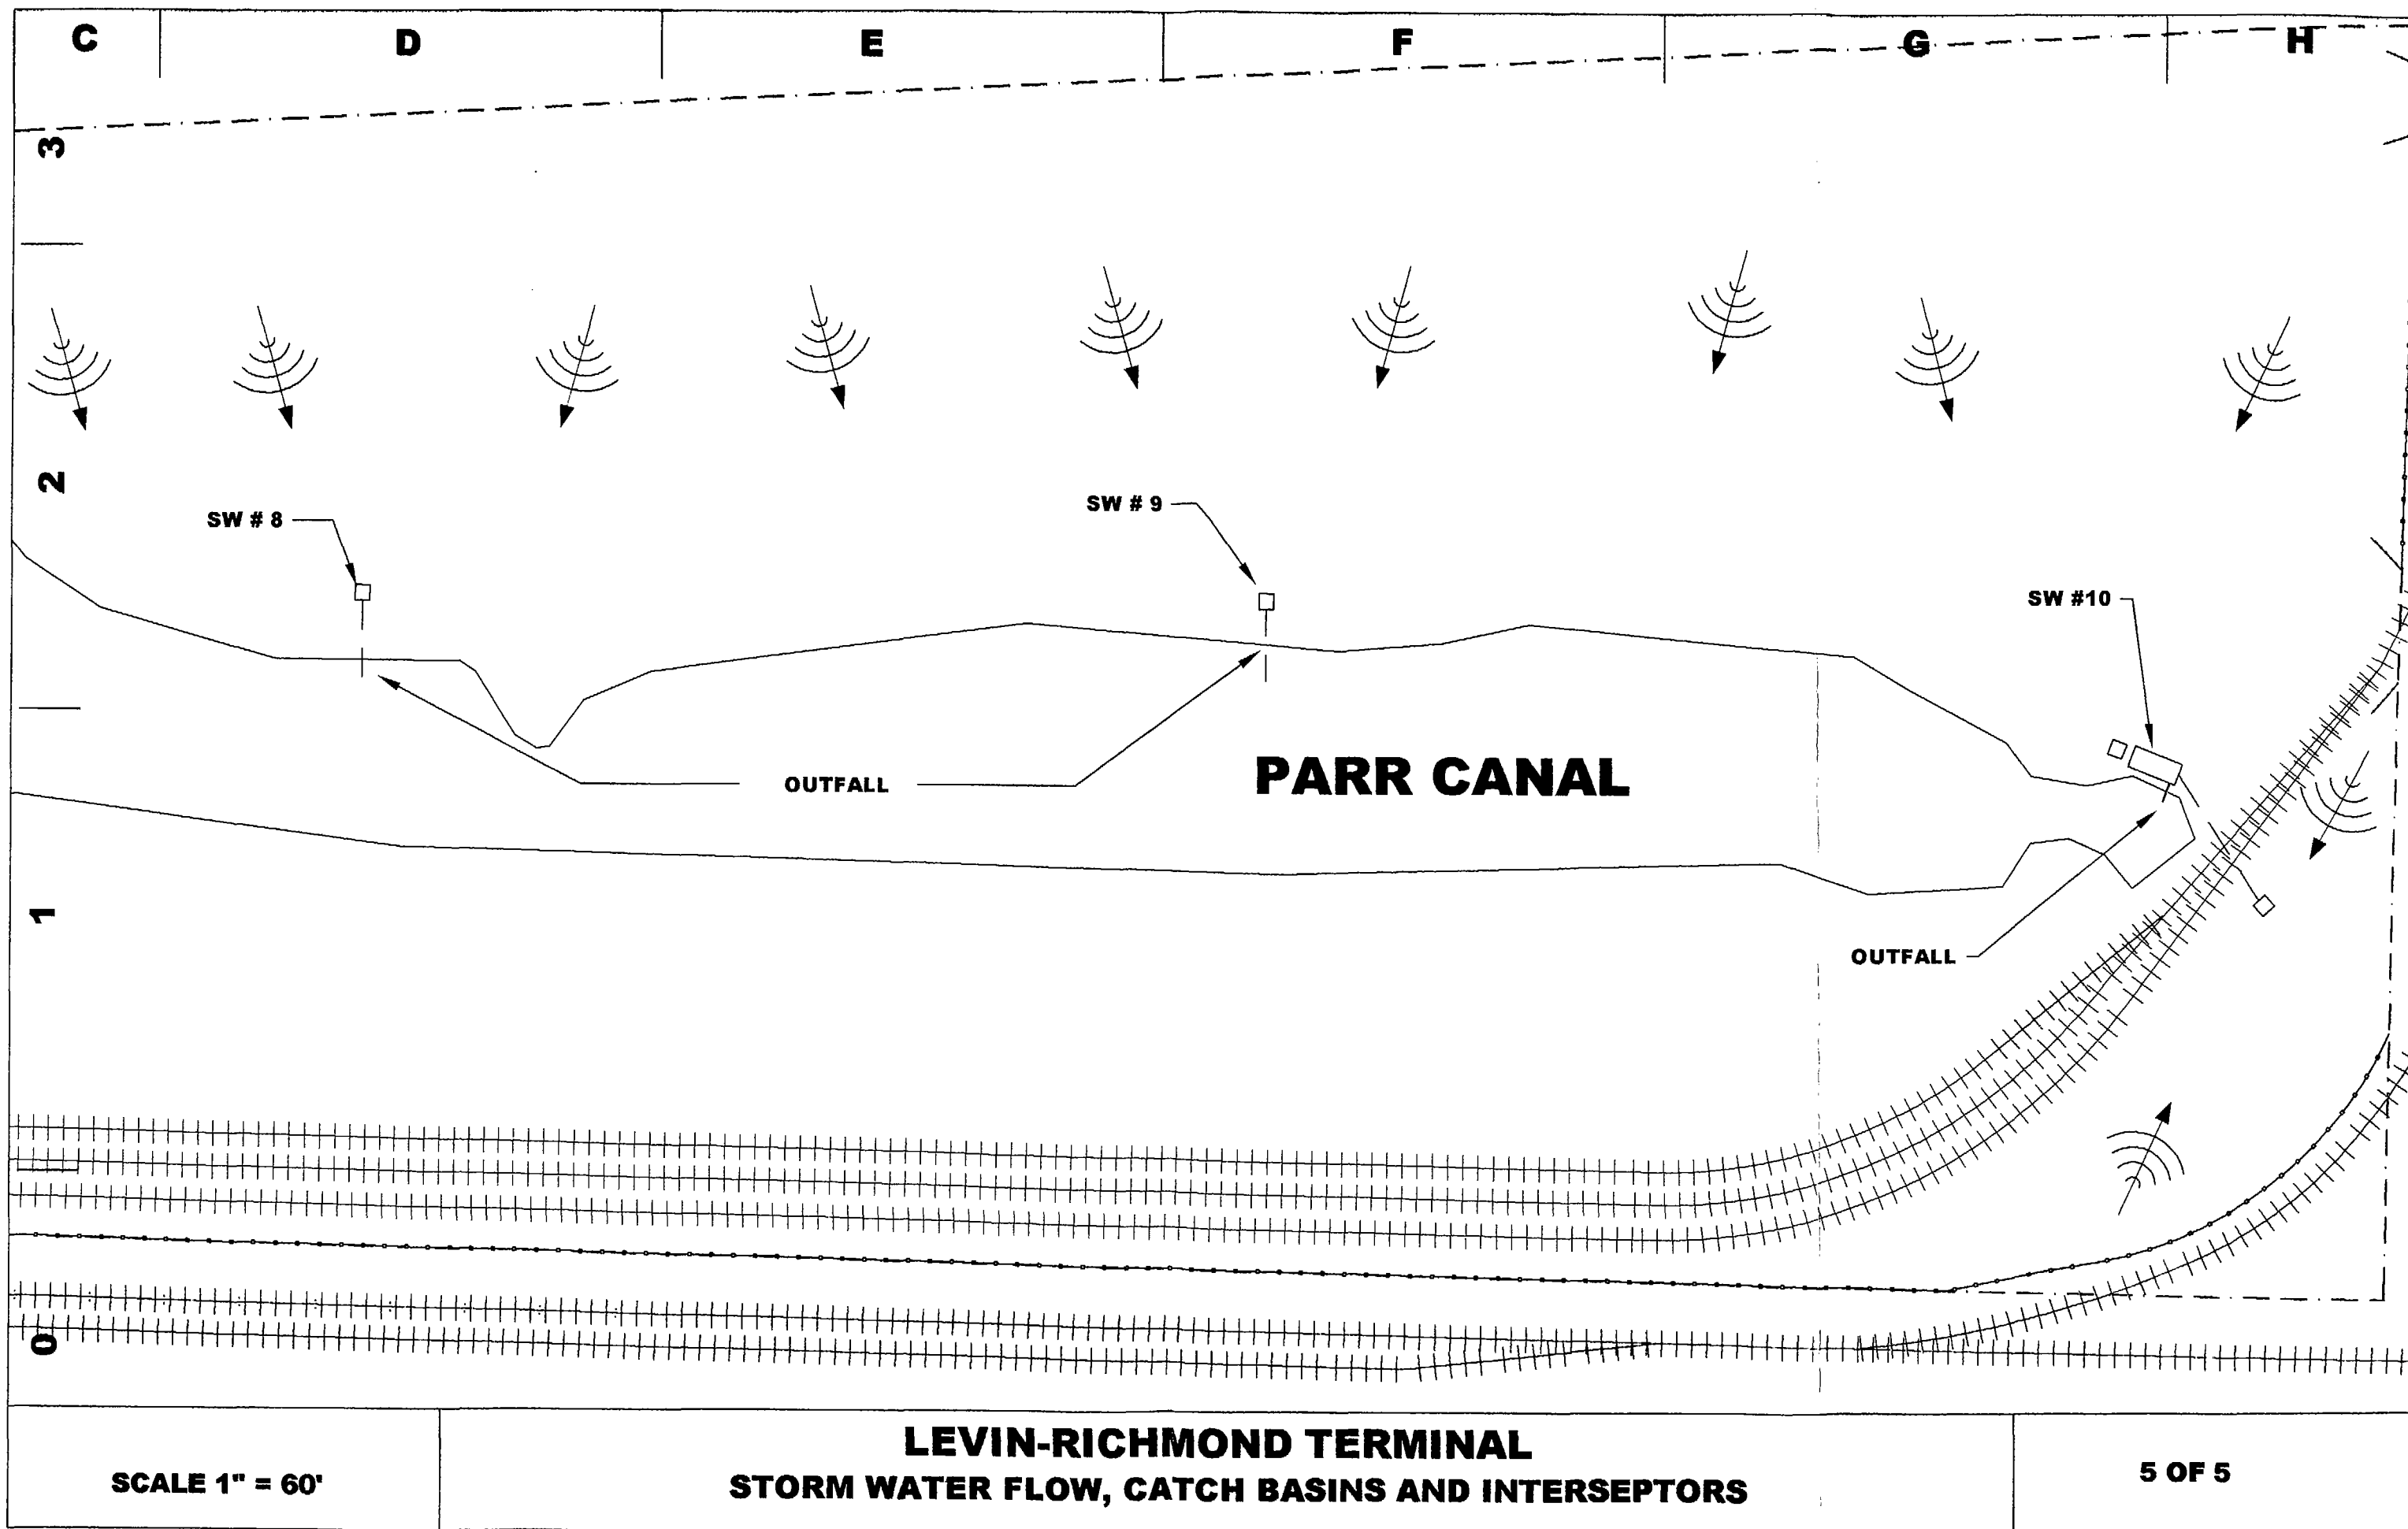 C D E F G H
3
2
SW # 8
SW # 9
SW #10
OUTFALL
PARR CANAL
1
OUTFALL
0
SCALE 1" = 60'
LEVIN-RICHMOND TERMINAL
STORM WATER FLOW, CATCH BASINS AND INTERSEPTORS
5 OF 5